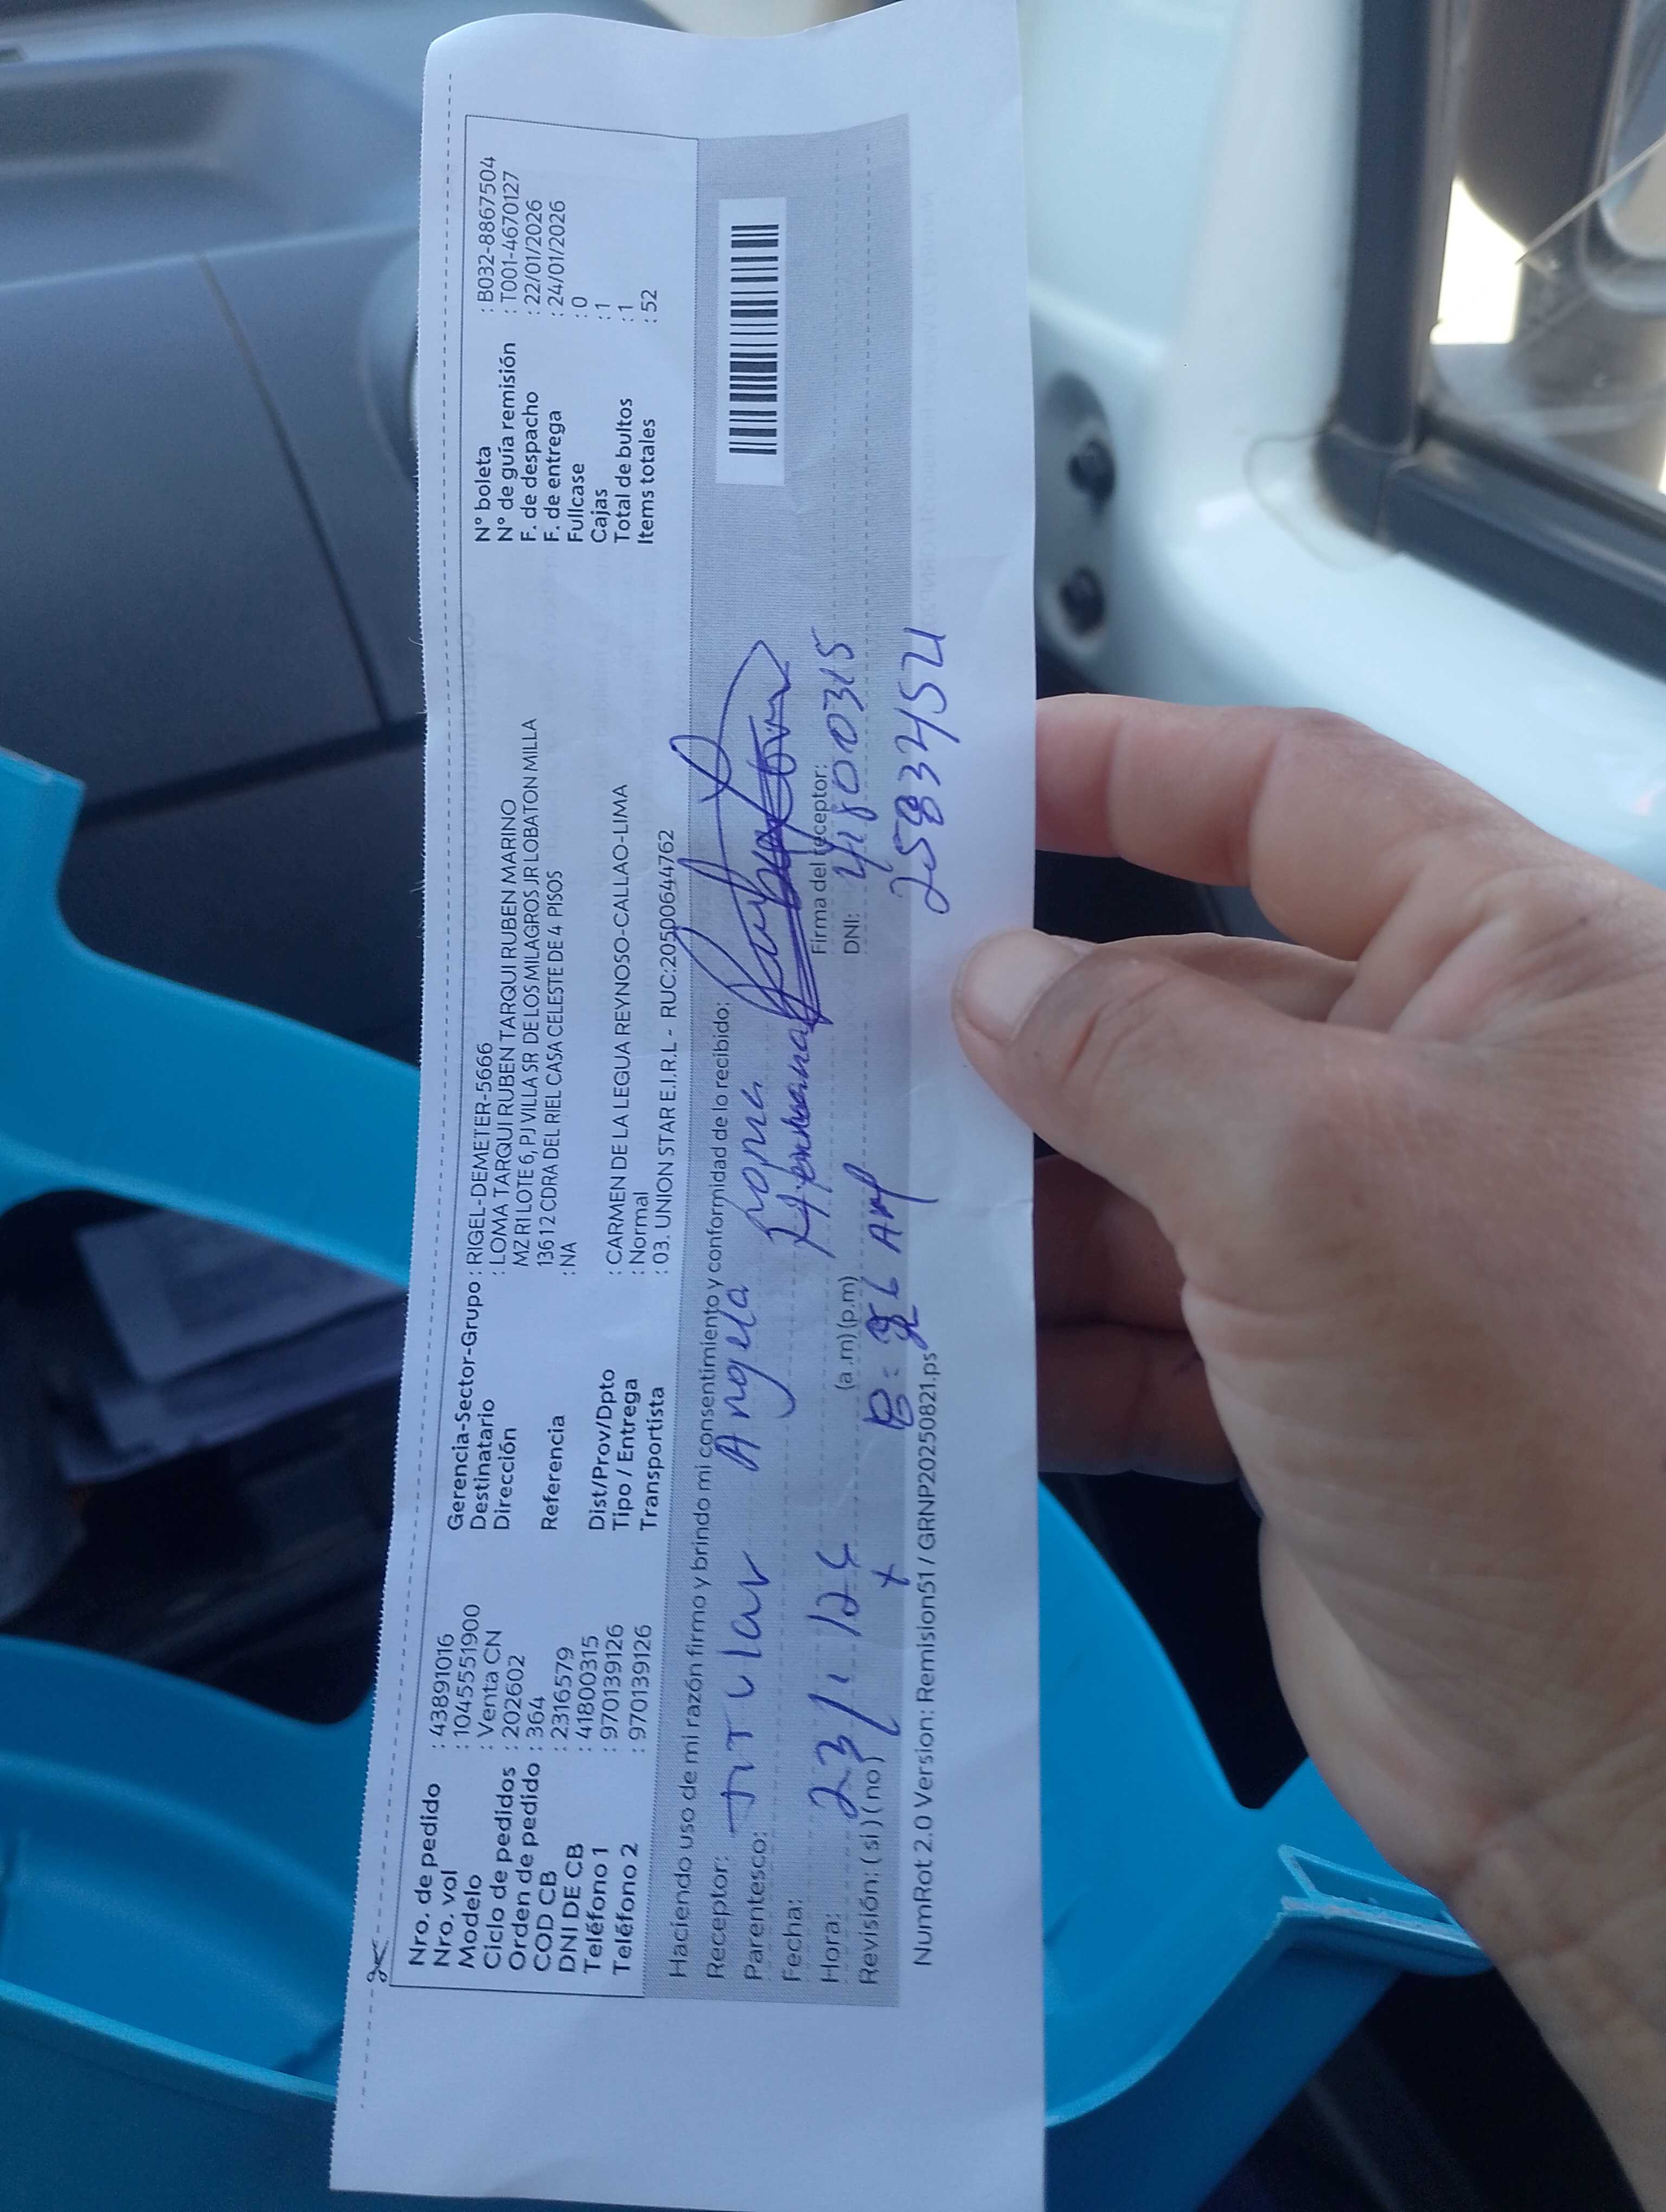 Nro. de pedido : 43891016
Nro. vol : 1045551900
Modelo : Venta CN
Ciclo de pedidos : 202602
Orden de pedido : 364
COD CB : 2316579
DNI DE CB : 41800315
Teléfono 1 : 970139126
Teléfono 2 : 970139126
Gerencia-Sector-Grupo : RIGEL-DEMETER-5666
Destinatario : LOMA TARQUI RUBEN TARQUI RUBEN MARINO
Dirección MZ R1 LOTE 6, PJ VILLA SR DE LOS MILAGROS JR LOBATON MILLA
136 12 CDRA DEL RIEL CASA CELESTE DE 4 PISOS
Referencia : NA
Dist/Prov/Dpto : CARMEN DE LA LEGUA REYNOSO-CALLAO-LIMA
Tipo / Entrega : Normal
Transportista : 03. UNION STAR E.I.R.L - RUC:20500644762
N° boleta : B032-8867504
N° de guía remisión : T001-4670127
F. de despacho : 22/01/2026
F. de entrega : 24/01/2026
Fullcase : 0
Cajas : 1
Total de bultos : 1
Items totales : 52
Haciendo uso de mi razón firmo y brindo mi consentimiento y conformidad de lo recibido:
Receptor: Titular Angela Loma
Parentesco:
Fecha: 23/1/
Hora: (a.m) (p.m)
Revisión: (si) (no)
Firma del receptor:
DNI: 41800315
NumRot 2.0 Version: Remision51 / GRNP20250821.ps